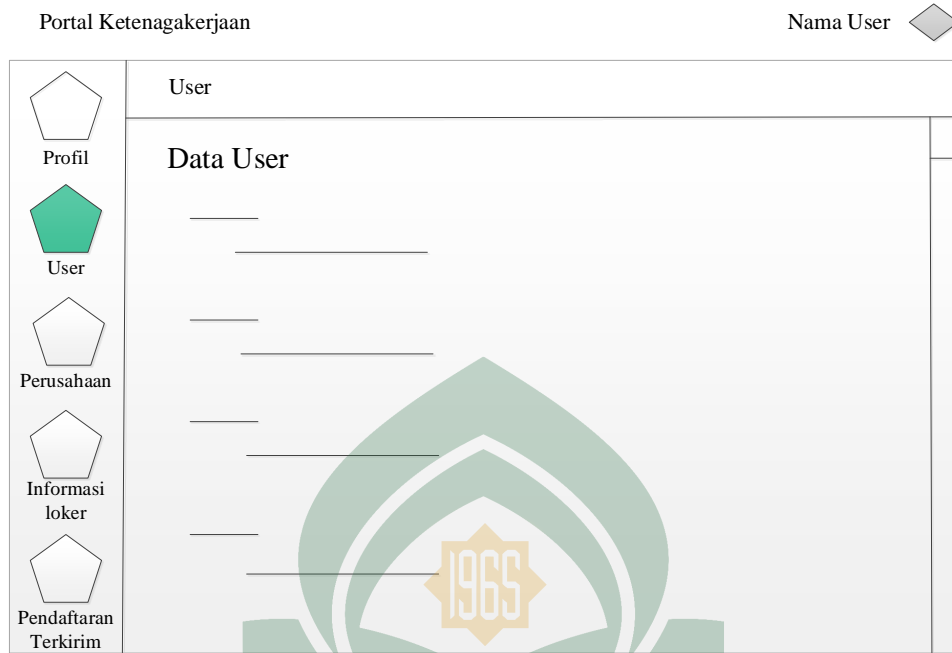 Portal Ketenagakerjaan
Nama User
User
Profil
Data User
User
Perusahaan
Informasi
loker
1965
Pendaftaran
Terkirim